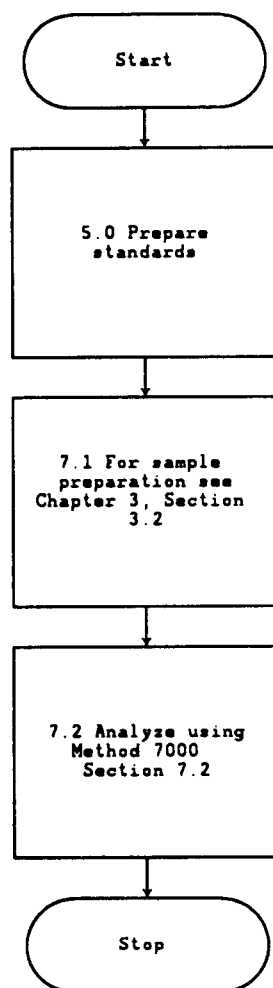 Start
5.0 Prepare
standards
7.1 For sample
preparation see
Chapter 3, Section
3.2
7.2 Analyze using
Method 7000
Section 7.2
Stop